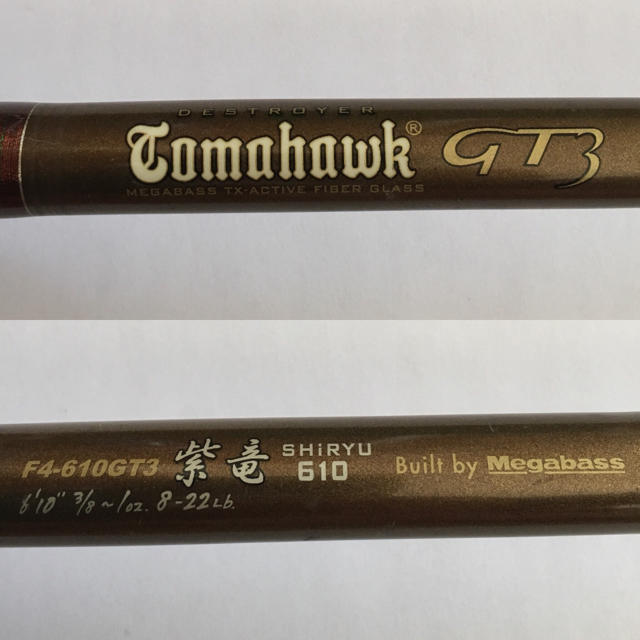 DESTROYER
Tomahawk® GT3
MEGABASS TX-ACTIVE FIBER GLASS
F4-610GT3 紫竜 SHiRYU 610 Built by Megabass
6'10" 3/8~1oz. 8-22Lb.